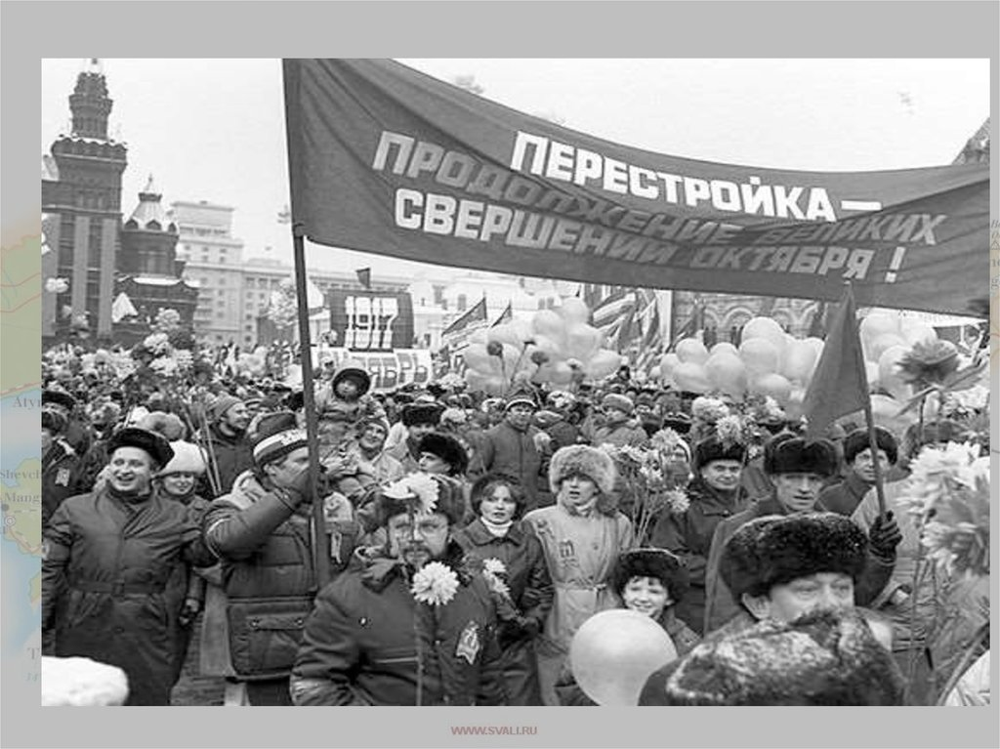 ПЕРЕСТРОЙКА —
ПРОДОЛЖЕНИЕ ВЕЛИКИХ
СВЕРШЕНИЙ ОКТЯБРЯ!
1917
WWW.SVALI.RU